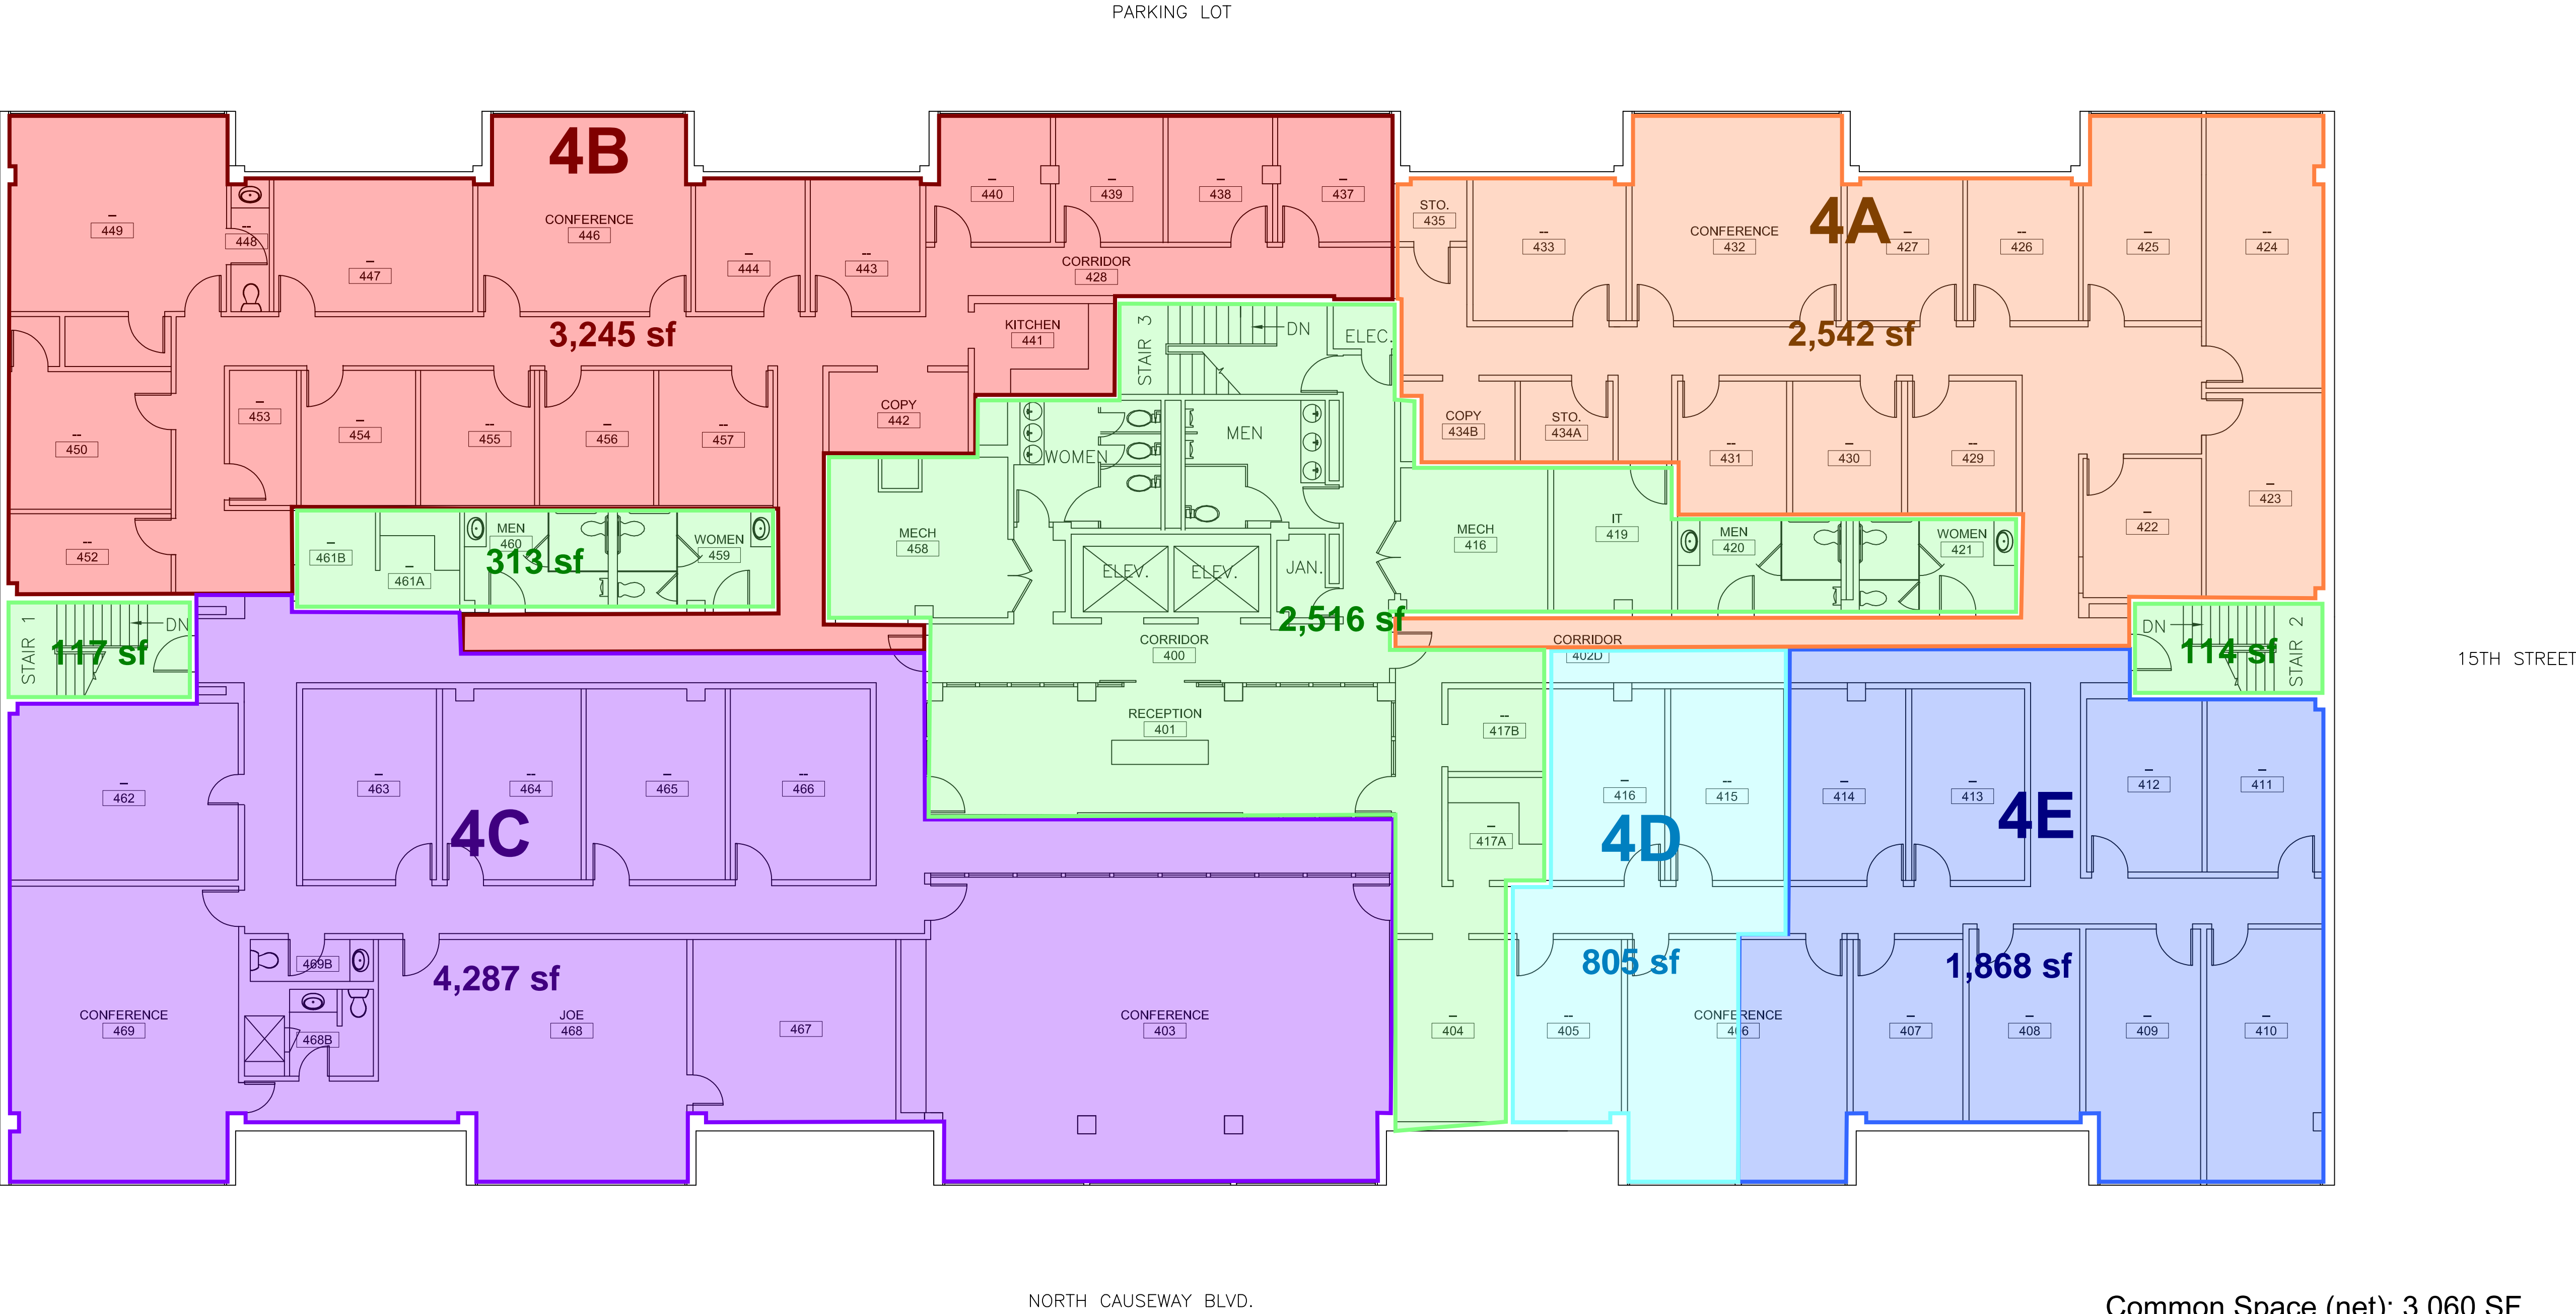 PARKING LOT
4B
4A
449
--
448
447
CONFERENCE
446
444
--
443
440
439
438
437
CORRIDOR
428
STO.
435
--
433
CONFERENCE
432
427
--
426
425
--
424
3,245 sf
2,542 sf
KITCHEN
441
STAIR 3
DN
ELEC.
COPY
442
453
454
--
455
456
--
457
--
450
452
WOMEN
MEN
COPY
434B
STO.
434A
--
431
430
--
429
423
422
461B
461A
MEN
460
313 sf
WOMEN
459
MECH
458
ELEV.
ELEV.
JAN.
MECH
416
IT
419
MEN
420
WOMEN
421
STAIR 1
DN
117 sf
2,516 sf
CORRIDOR
400
CORRIDOR
402D
DN
114 sf
STAIR 2
15TH STREET
RECEPTION
401
--
417B
417A
462
463
--
464
465
--
466
4C
416
--
415
4D
414
--
413
4E
412
411
469B
4,287 sf
805 sf
1,868 sf
CONFERENCE
469
468B
JOE
468
467
CONFERENCE
403
404
--
405
CONFERENCE
406
407
408
409
410
NORTH CAUSEWAY BLVD.
Common Space (net): 3,060 SF